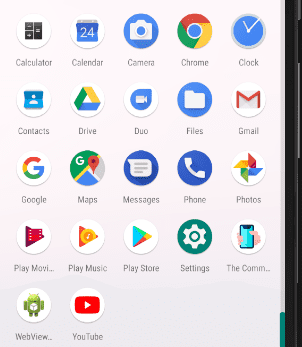 Calculator Calendar Camera Chrome Clock
24
Contacts Drive Duo Files Gmail
Google Maps Messages Phone Photos
Play Movi... Play Music Play Store Settings The Comm...
WebView... YouTube